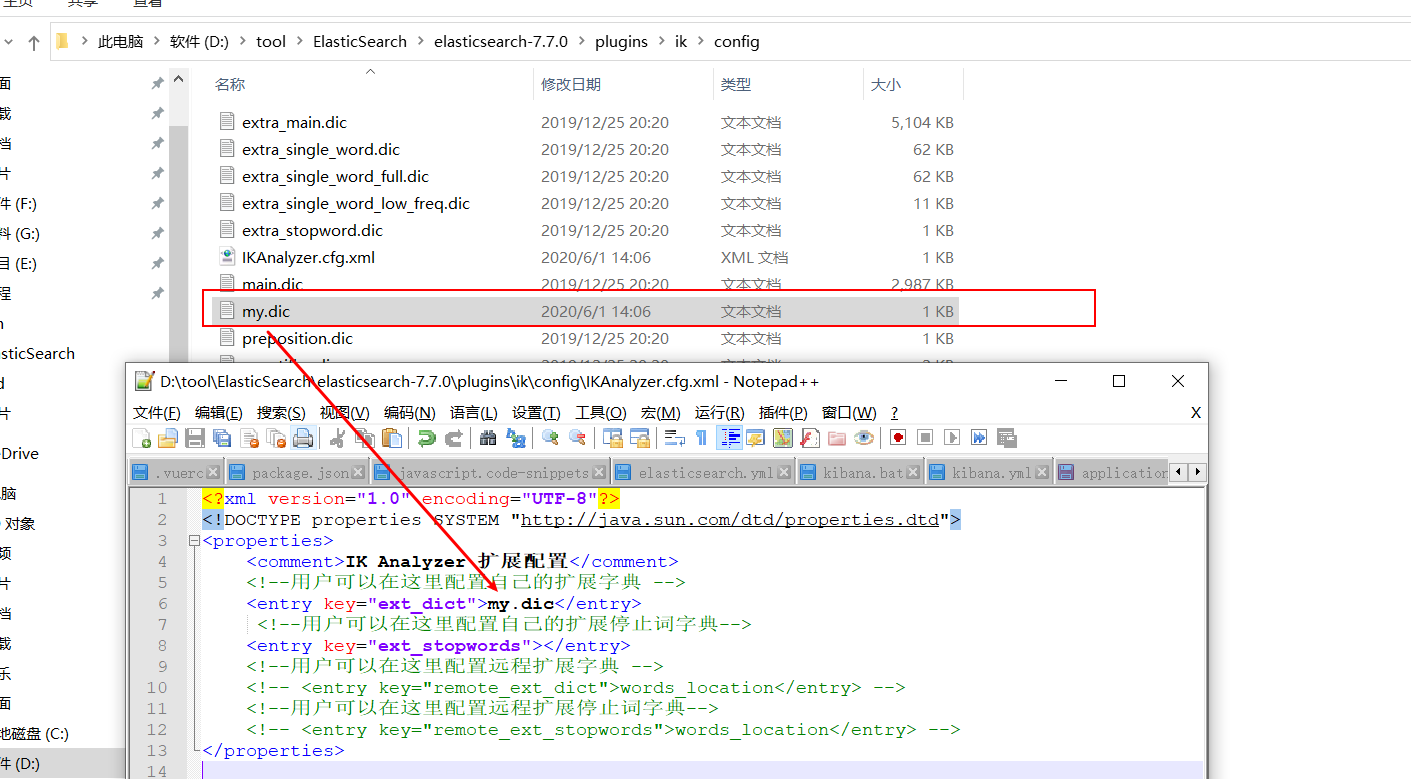 主页 共享 查看
此电脑 软件 (D:) tool ElasticSearch elasticsearch-7.7.0 plugins ik config
名称 修改日期 类型 大小
extra_main.dic 2019/12/25 20:20 文本文档 5,104 KB
extra_single_word.dic 2019/12/25 20:20 文本文档 62 KB
extra_single_word_full.dic 2019/12/25 20:20 文本文档 62 KB
件 (F:)
extra_single_word_low_freq.dic 2019/12/25 20:20 文本文档 11 KB
料 (G:)
extra_stopword.dic 2019/12/25 20:20 文本文档 1 KB
目 (E:)
IKAnalyzer.cfg.xml 2020/6/1 14:06 XML 文档 1 KB
程
main.dic 2019/12/25 20:20 文本文档 2,987 KB
my.dic 2020/6/1 14:06 文本文档 1 KB
preposition.dic 2019/12/25 20:20 文本文档 1 KB
asticSearch
D:\tool\ElasticSearch\elasticsearch-7.7.0\plugins\ik\config\IKAnalyzer.cfg.xml - Notepad++
文件(F) 编辑(E) 搜索(S) 视图(V) 编码(N) 语言(L) 设置(T) 工具(O) 宏(M) 运行(R) 插件(P) 窗口(W) ? X
Drive
.vuerc package.json javascript.code-snippets elasticsearch.yml kibana.bat kibana.yml application
1 <?xml version="1.0" encoding="UTF-8"?>
2 <!DOCTYPE properties SYSTEM "http://java.sun.com/dtd/properties.dtd">
对象
3 <properties>
4 <comment>IK Analyzer 扩展配置</comment>
5 <!--用户可以在这里配置自己的扩展字典 -->
6 <entry key="ext_dict">my.dic</entry>
7 <!--用户可以在这里配置自己的扩展停止词字典-->
8 <entry key="ext_stopwords"></entry>
9 <!--用户可以在这里配置远程扩展字典 -->
10 <!-- <entry key="remote_ext_dict">words_location</entry> -->
11 <!--用户可以在这里配置远程扩展停止词字典-->
12 <!-- <entry key="remote_ext_stopwords">words_location</entry> -->
地磁盘 (C:)
13 </properties>
件 (D:)
14